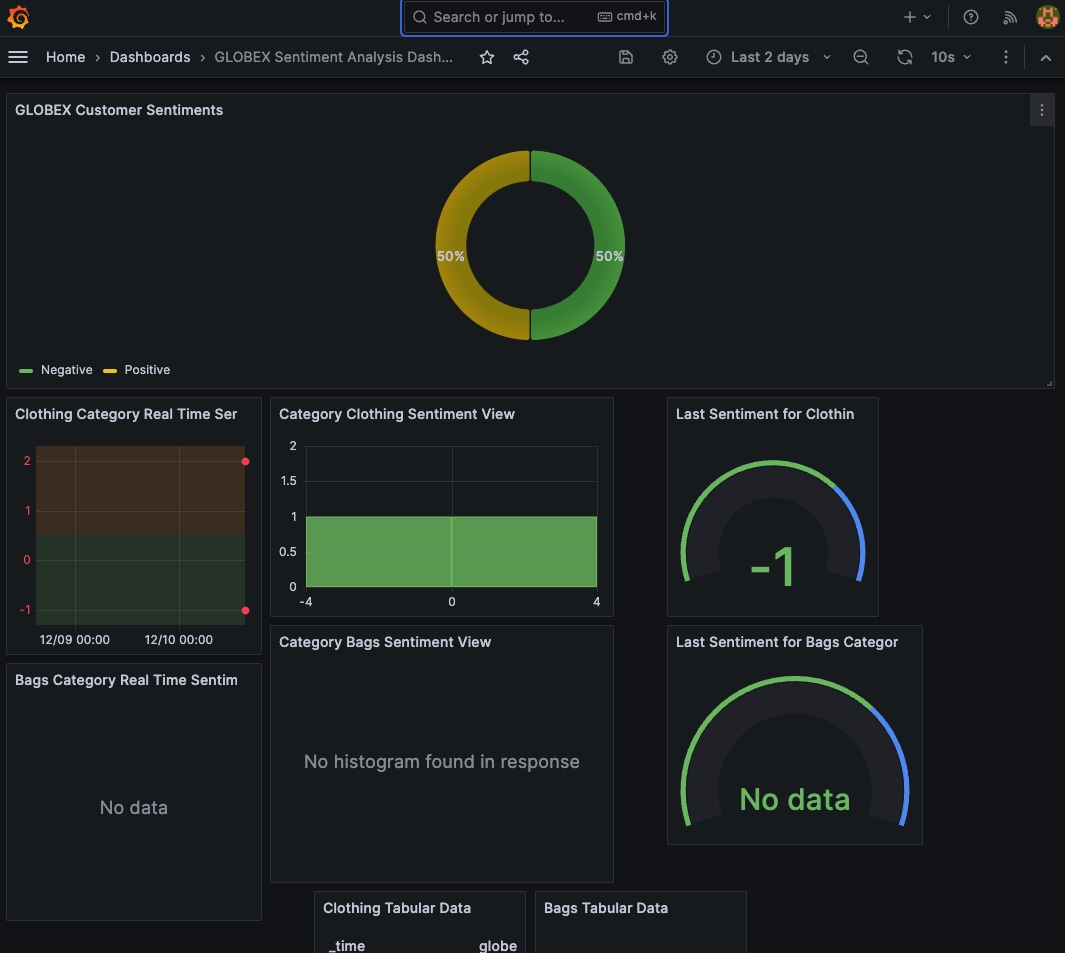 Search or jump to... cmd+k
Home › Dashboards › GLOBEX Sentiment Analysis Dash... Last 2 days 10s
GLOBEX Customer Sentiments
50% 50%
Negative Positive
Clothing Category Real Time Ser
2
1
0
-1
12/09 00:00 12/10 00:00
Category Clothing Sentiment View
2
1.5
1
0.5
0
-4 0 4
Last Sentiment for Clothin
-1
Bags Category Real Time Sentim
No data
Category Bags Sentiment View
No histogram found in response
Last Sentiment for Bags Categor
No data
Clothing Tabular Data
_time globe
Bags Tabular Data